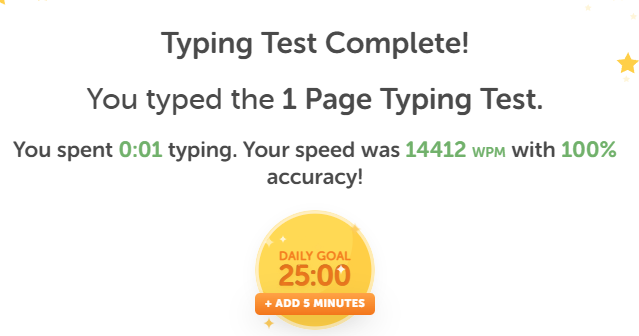 Typing Test Complete!
You typed the 1 Page Typing Test.
You spent 0:01 typing. Your speed was 14412 WPM with 100%
accuracy!
DAILY GOAL
25:00
+ ADD 5 MINUTES